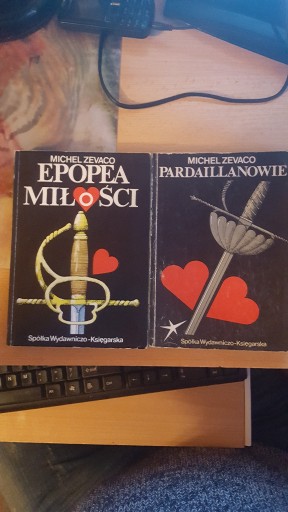 MICHEL ZEVACO
EPOPEA
MIŁOŚCI
Spółka Wydawniczo-Księgarska
MICHEL ZEVACO
PARDAILLANOWIE
Spółka Wydawniczo-Księgarska